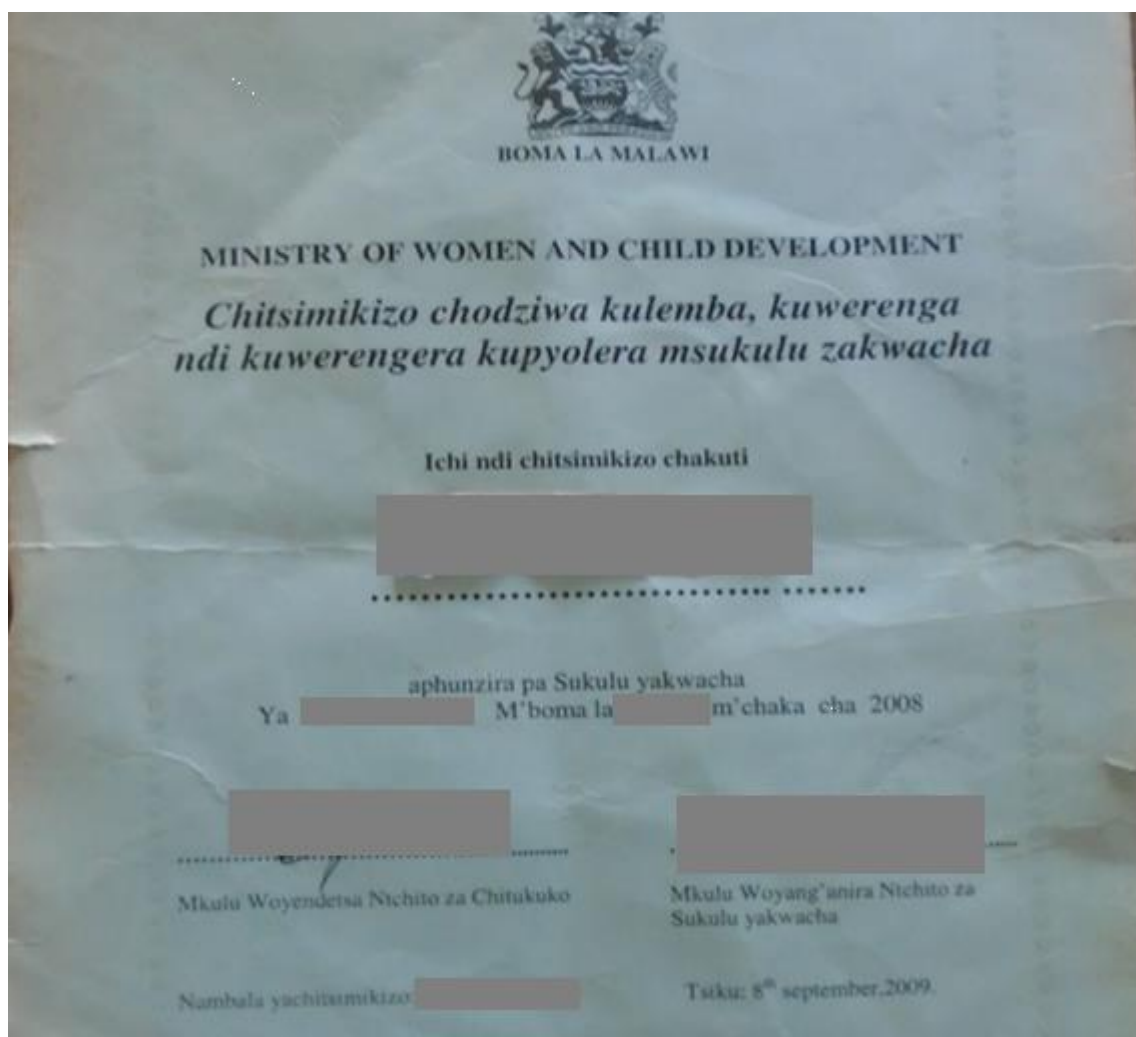 BOMA LA MALAWI
MINISTRY OF WOMEN AND CHILD DEVELOPMENT
Chitsimikizo chodziwa kulemba, kuwerenga
ndi kuwerengera kupyolera msukulu zakwacha
Ichi ndi chitsimikizo chakuti
aphunzira pa Sukulu yakwacha
Ya M'boma la m'chaka cha 2008
Mkulu Woyendetsa Ntchito za Chitukuko
Mkulu Woyang'anira Ntchito za
Sukulu yakwacha
Nambala yachitsimikizo
Tsiku: 8th september,2009.